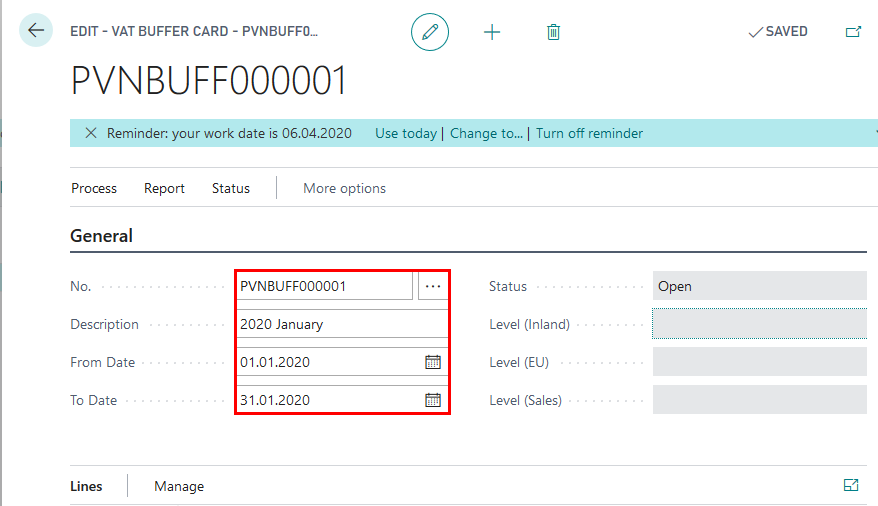 EDIT - VAT BUFFER CARD - PVNBUFF0...
SAVED
PVNBUFF000001
Reminder: your work date is 06.04.2020 Use today | Change to... | Turn off reminder
Process Report Status More options
General
No. PVNBUFF000001 ... Status Open
Description 2020 January Level (Inland)
From Date 01.01.2020 Level (EU)
To Date 31.01.2020 Level (Sales)
Lines Manage